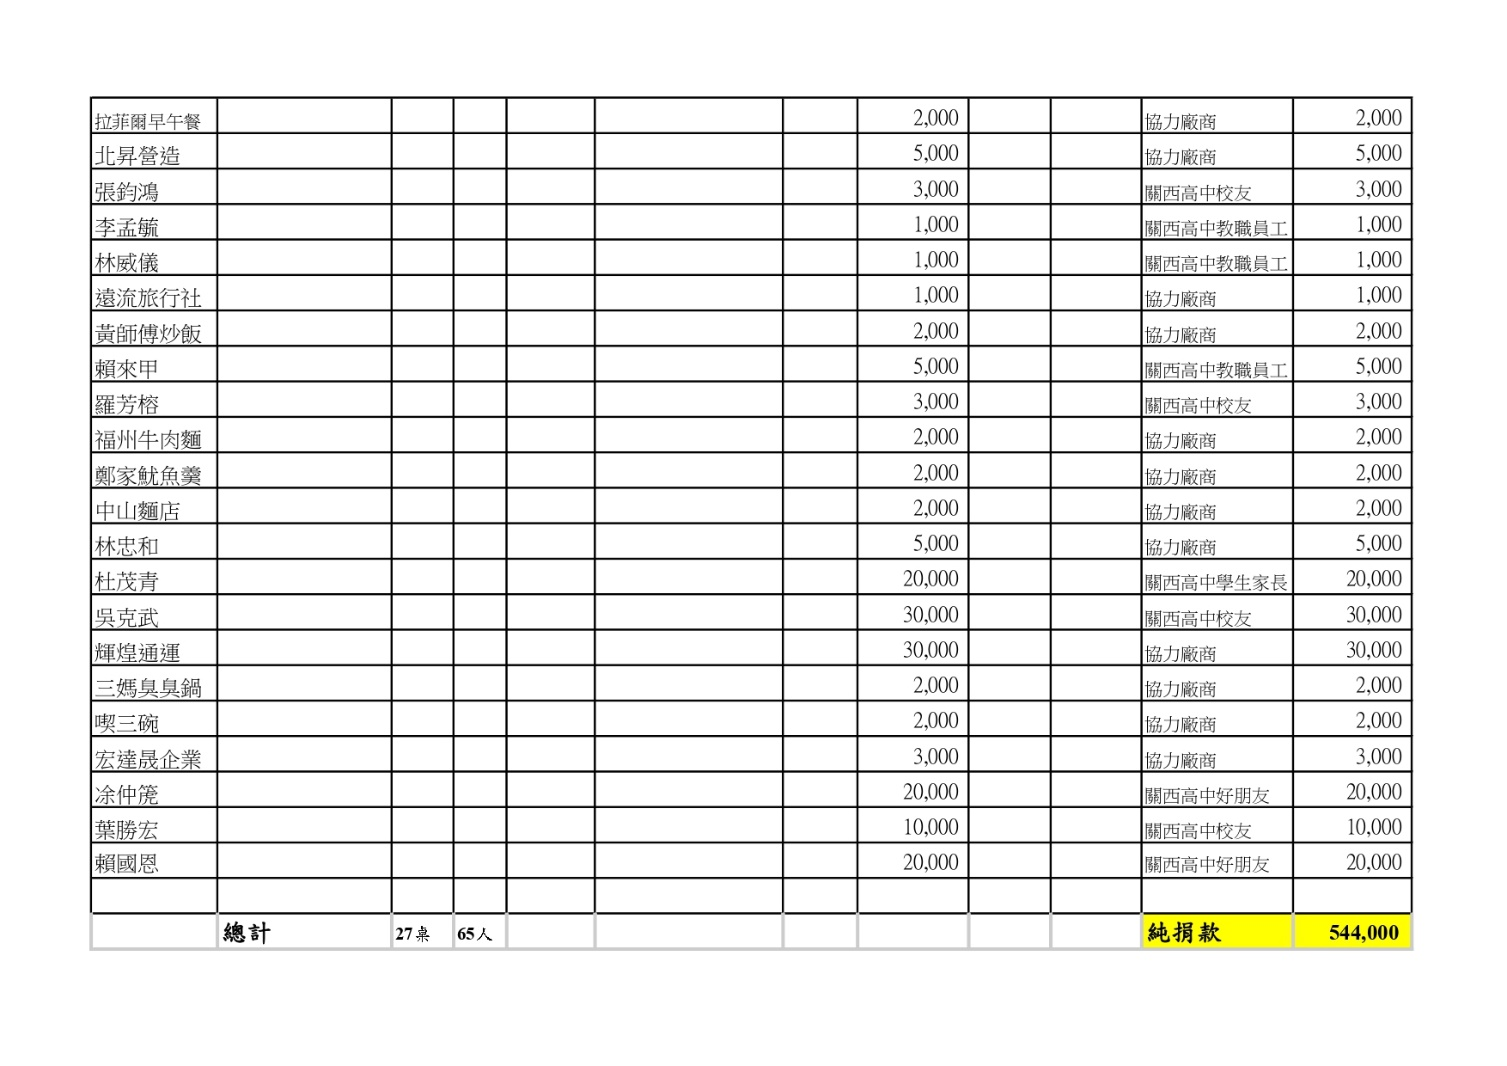 拉菲爾早午餐 2,000 協力廠商 2,000
北昇營造 5,000 協力廠商 5,000
張鈞鴻 3,000 關西高中校友 3,000
李孟毓 1,000 關西高中教職員工 1,000
林威儀 1,000 關西高中教職員工 1,000
遠流旅行社 1,000 協力廠商 1,000
黃師傅炒飯 2,000 協力廠商 2,000
賴來甲 5,000 關西高中教職員工 5,000
羅芳榕 3,000 關西高中校友 3,000
福州牛肉麵 2,000 協力廠商 2,000
鄭家魷魚羹 2,000 協力廠商 2,000
中山麵店 2,000 協力廠商 2,000
林忠和 5,000 協力廠商 5,000
杜茂青 20,000 關西高中學生家長 20,000
吳克武 30,000 關西高中校友 30,000
輝煌通運 30,000 協力廠商 30,000
三媽臭臭鍋 2,000 協力廠商 2,000
喫三碗 2,000 協力廠商 2,000
宏達晟企業 3,000 協力廠商 3,000
凃仲箎 20,000 關西高中好朋友 20,000
葉勝宏 10,000 關西高中校友 10,000
賴國恩 20,000 關西高中好朋友 20,000
總計 27桌 65人 純捐款 544,000